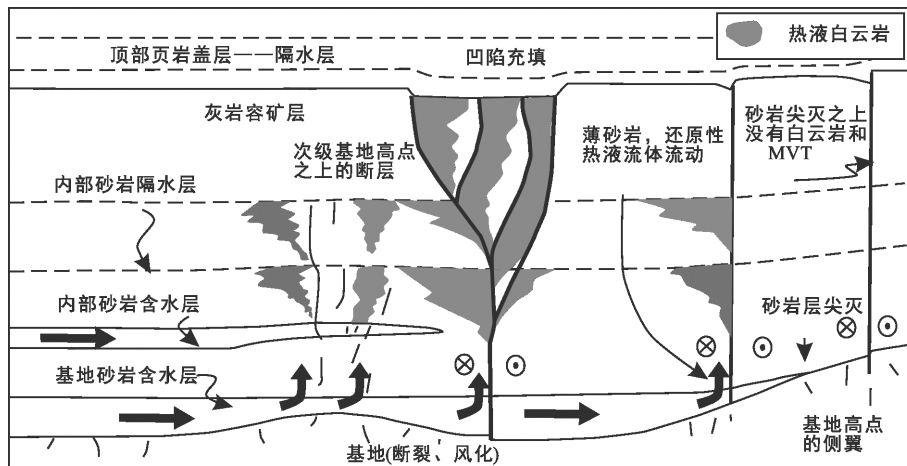 热液白云岩
顶部页岩盖层——隔水层
凹陷充填
灰岩容矿层
次级基地高点
之上的断层
薄砂岩，还原性
热液流体流动
砂岩尖灭之上
没有白云岩和
MVT
内部砂岩隔水层
内部砂岩含水层
砂岩层尖灭
基地砂岩含水层
基地(断裂、风化)
基地高点
的侧翼